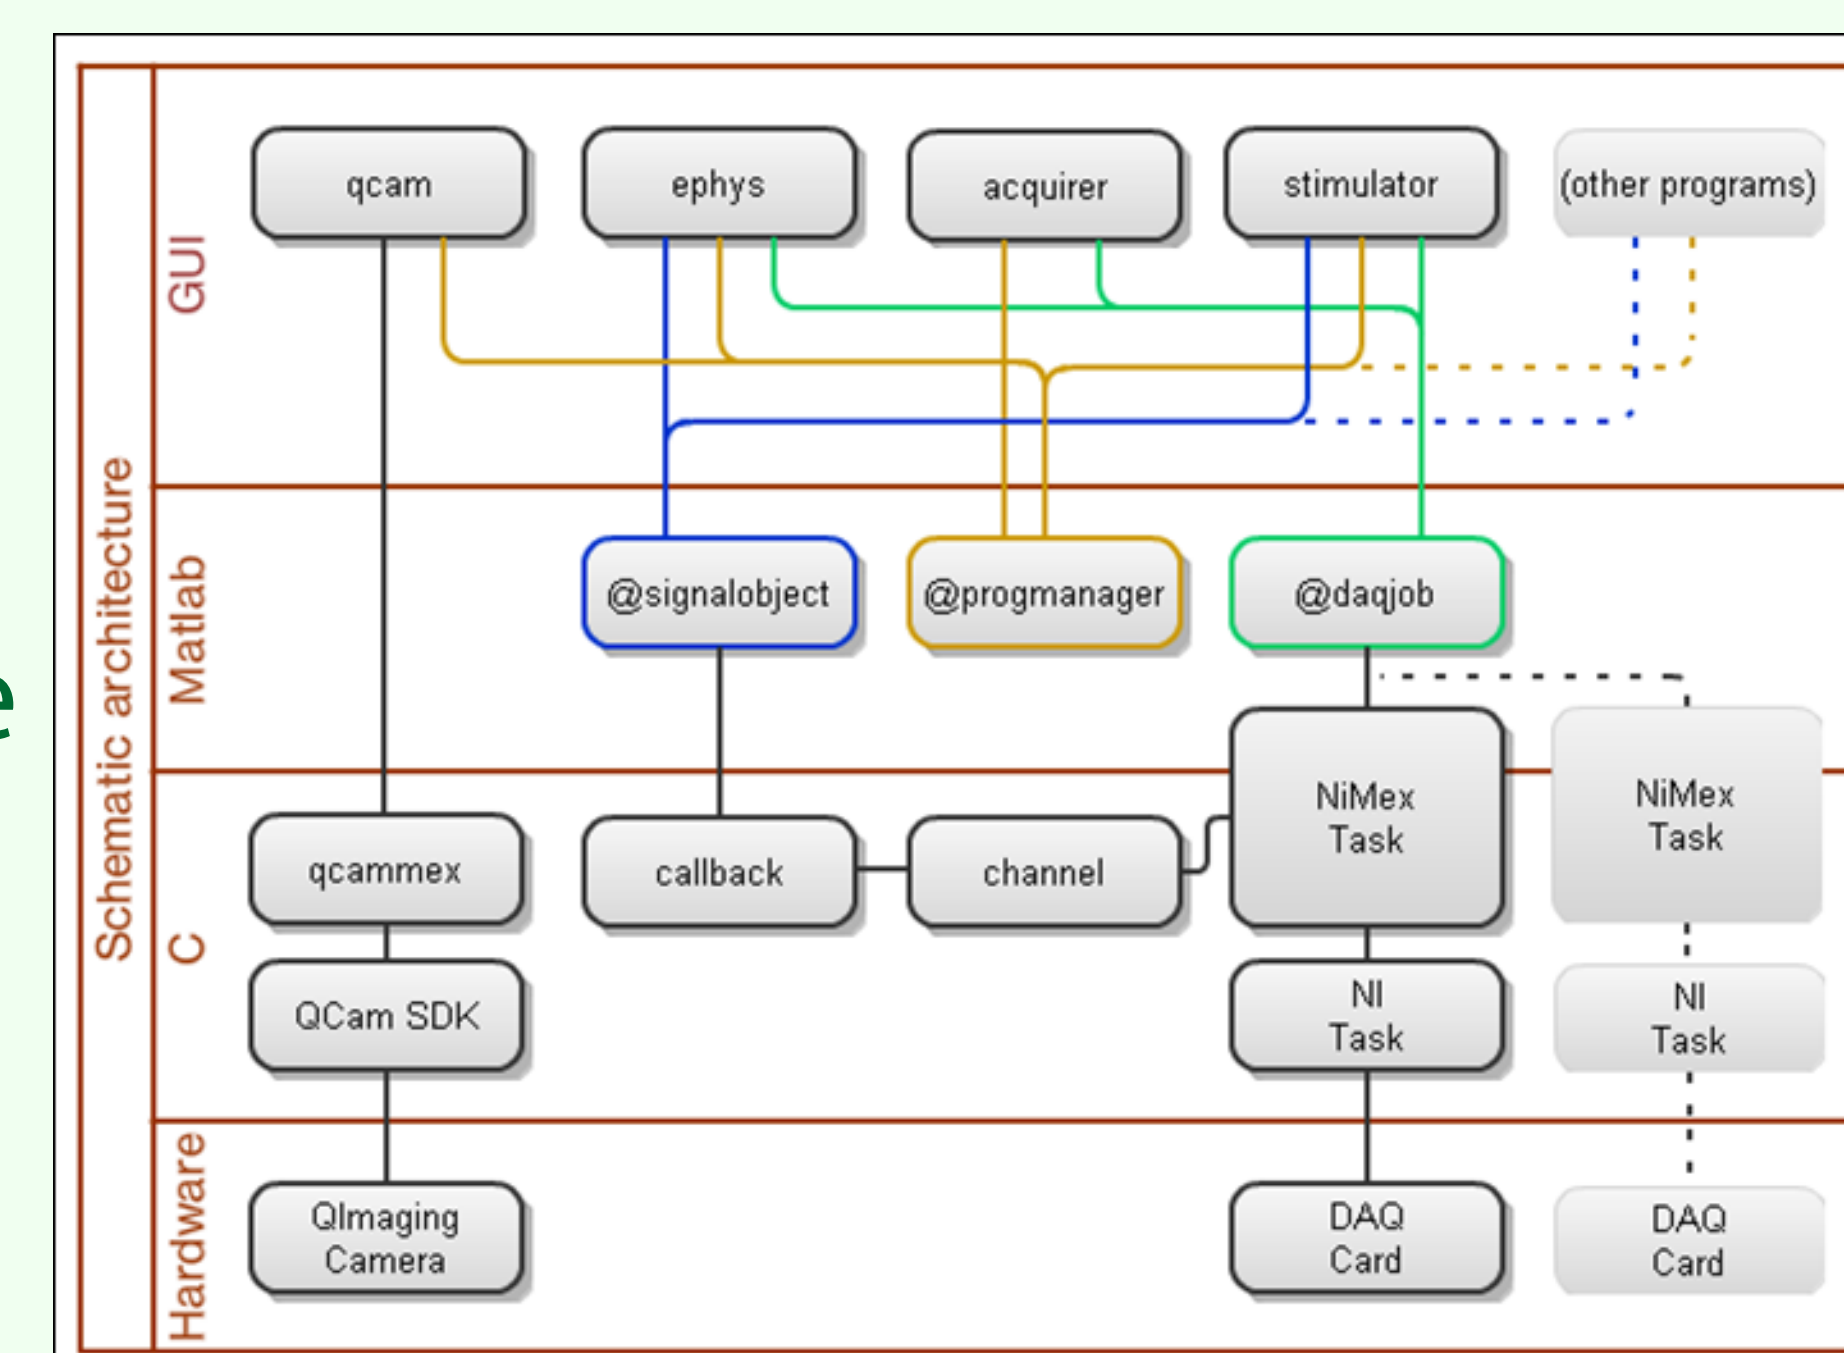 e
Schematic architecture
GUI
qcam
ephys
acquirer
stimulator
(other programs)
Matlab
@signalobject
@progmanager
@daqjob
NiMex
Task
NiMex
Task
C
qcammex
callback
channel
QCam SDK
NI
Task
NI
Task
Hardware
QImaging
Camera
DAQ
Card
DAQ
Card